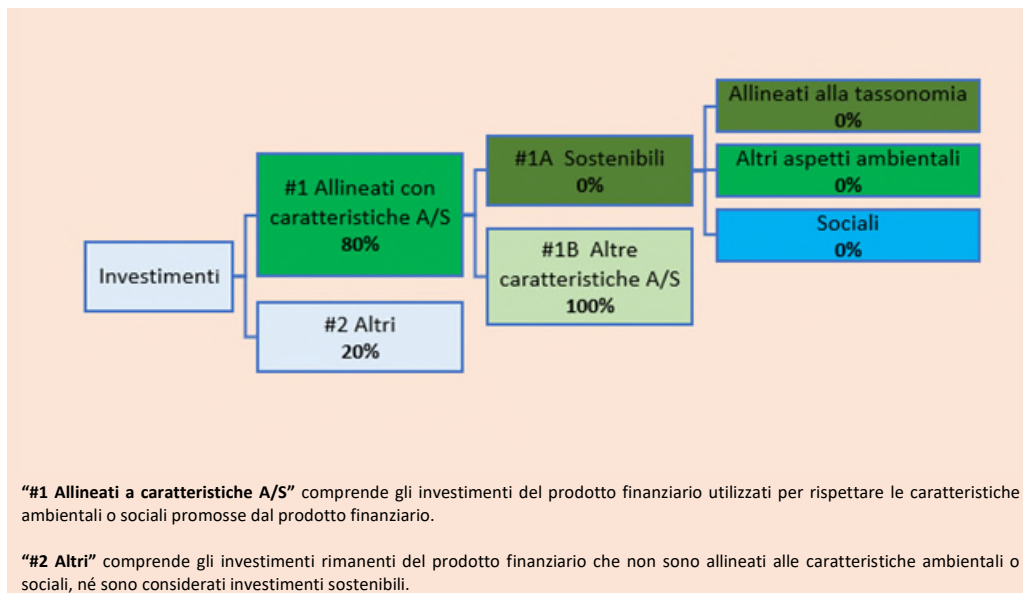 Investimenti
#1 Allineati con
caratteristiche A/S
80%
#2 Altri
20%
#1A Sostenibili
0%
#1B Altre
caratteristiche A/S
100%
Allineati alla tassonomia
0%
Altri aspetti ambientali
0%
Sociali
0%
“#1 Allineati a caratteristiche A/S” comprende gli investimenti del prodotto finanziario utilizzati per rispettare le caratteristiche
ambientali o sociali promosse dal prodotto finanziario.
“#2 Altri” comprende gli investimenti rimanenti del prodotto finanziario che non sono allineati alle caratteristiche ambientali o
sociali, né sono considerati investimenti sostenibili.